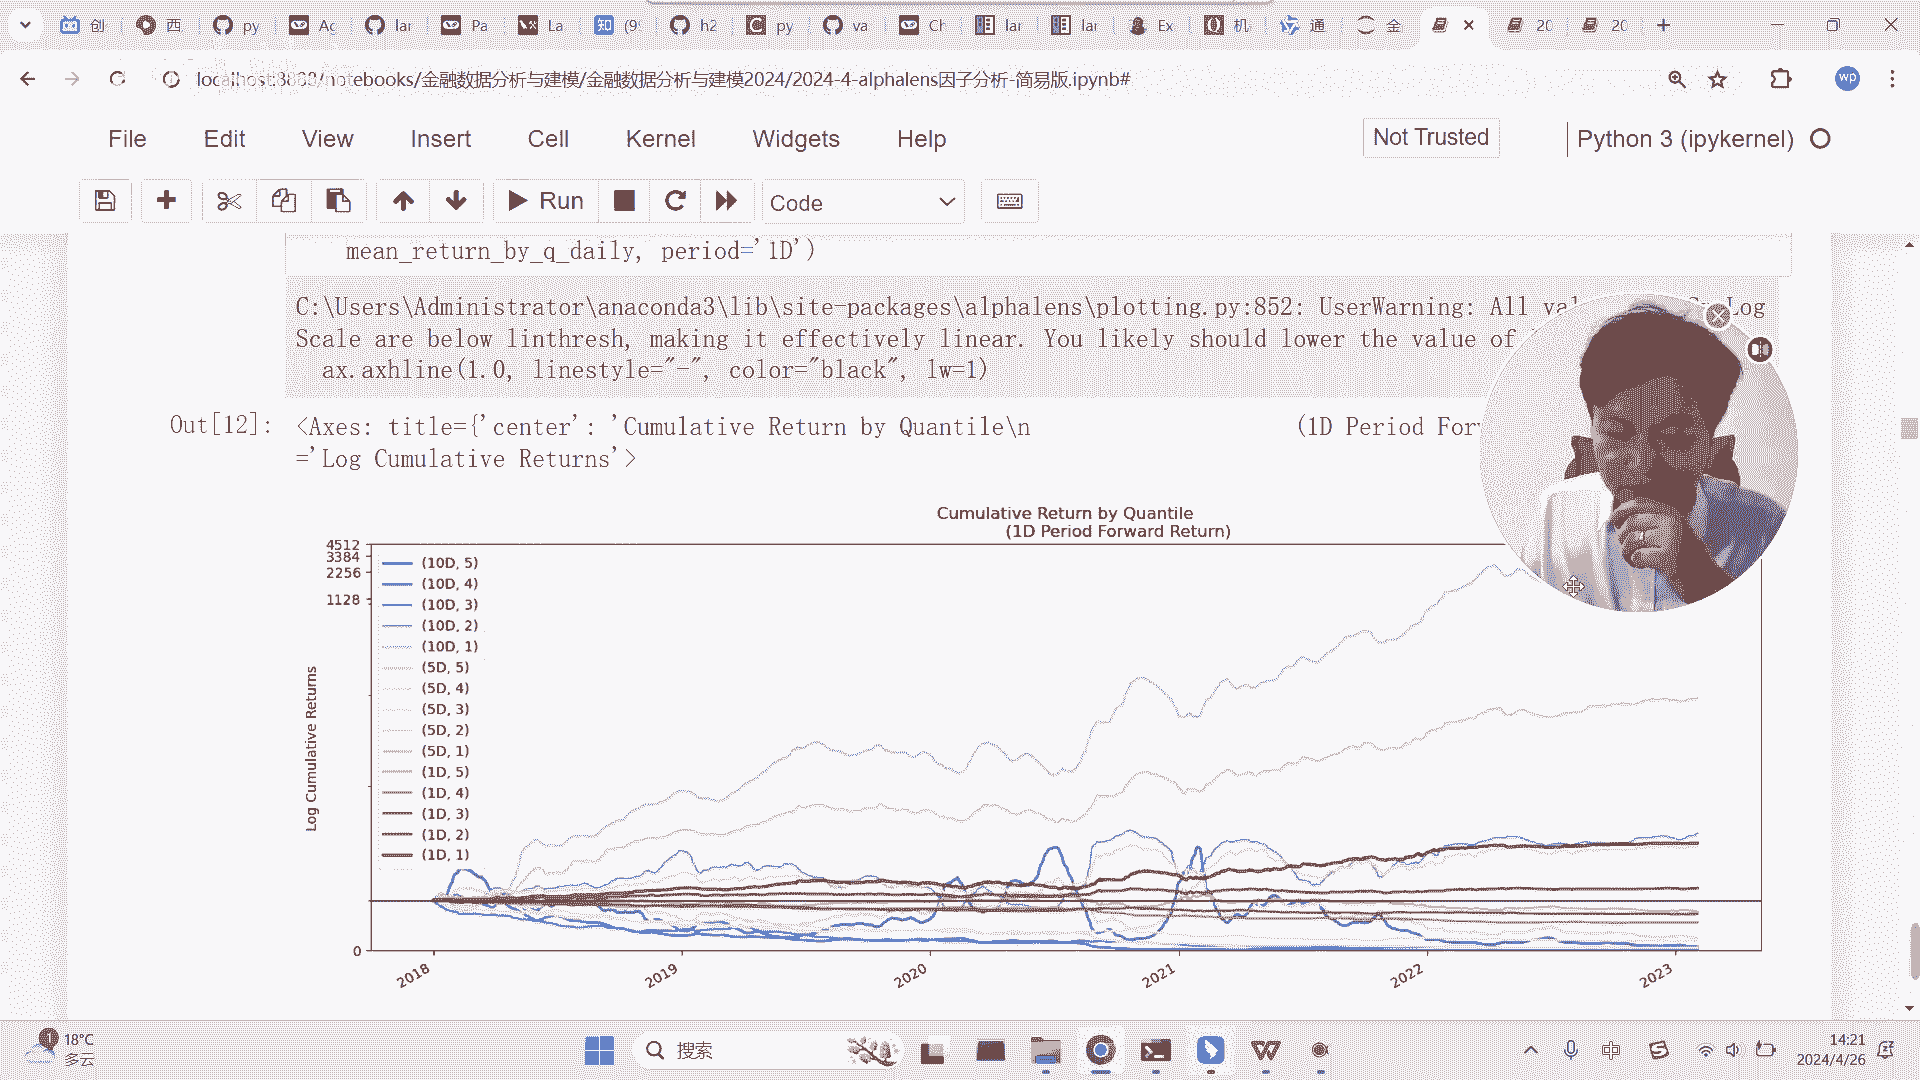 创
西
py
Ag
lar
Pa
La
(9
h2
py
va
Ch
lar
lar
Ex
机
通
金
20
20
localhost:8888/notebooks/金融数据分析与建模/金融数据分析与建模2024/2024-4-alphalens因子分析-简易版.ipynb#
wp
File Edit View Insert Cell Kernel Widgets Help
Not Trusted
Python 3 (ipykernel)
Run
Code
mean_return_by_q_daily, period='1D')
C:\Users\Administrator\anaconda3\lib\site-packages\alphalens\plotting.py:852: UserWarning: All Log
Scale are below linthresh, making it effectively linear. You likely should lower the value of
ax.axhline(1.0, linestyle="-", color="black", lw=1)
Out[12]: <Axes: title={'center': 'Cumulative Return by Quantile\n (1D Period
='Log Cumulative Returns'>
Cumulative Return by Quantile
(1D Period Forward Return)
4512
3384
2256
1128
0
Log Cumulative Returns
(10D, 5)
(10D, 4)
(10D, 3)
(10D, 2)
(10D, 1)
(5D, 5)
(5D, 4)
(5D, 3)
(5D, 2)
(5D, 1)
(1D, 5)
(1D, 4)
(1D, 3)
(1D, 2)
(1D, 1)
2018 2019 2020 2021 2022 2023
1
18°C
多云
搜索
中
14:21
2024/4/26